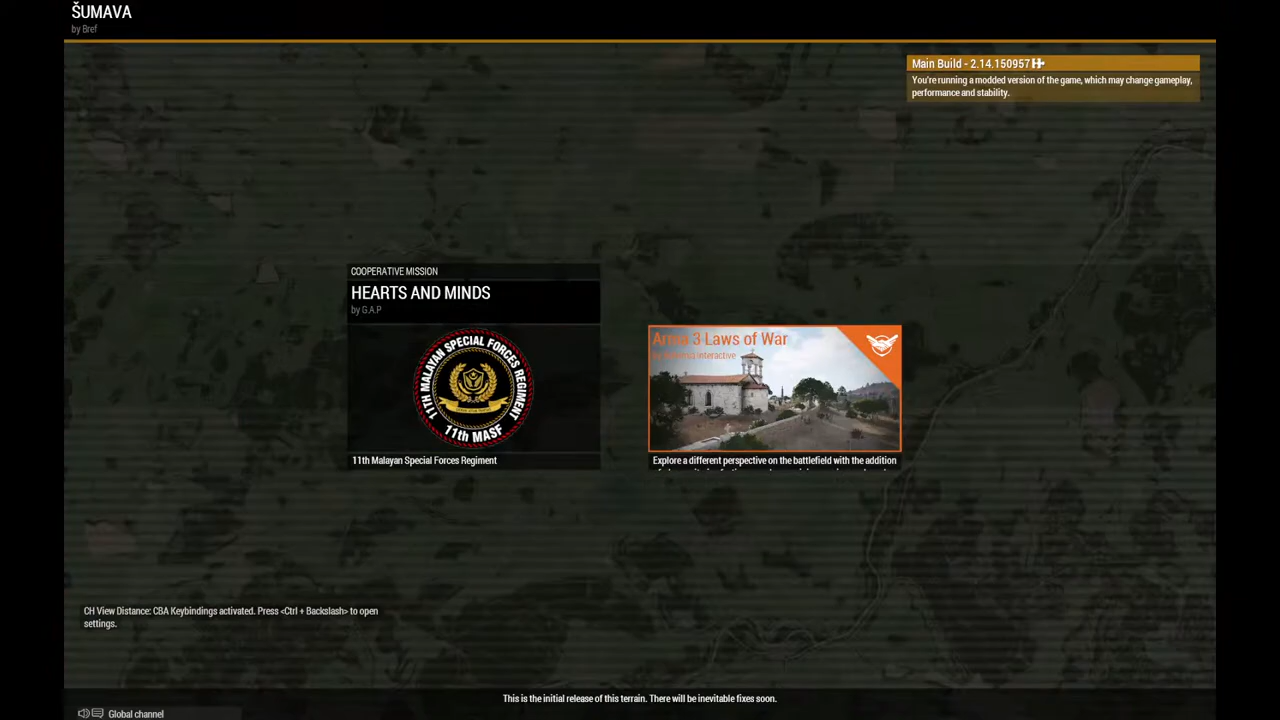 ŠUMAVA
by Bref
Main Build - 2.14.150957
You're running a modded version of the game, which may change gameplay,
performance and stability.
COOPERATIVE MISSION
HEARTS AND MINDS
by G.A.P
11TH MALAYAN SPECIAL FORCES REGIMENT
11th MASF
11th Malayan Special Forces Regiment
Arma 3 Laws of War
by Bohemia Interactive
Explore a different perspective on the battlefield with the addition
CH View Distance: CBA Keybindings activated. Press <Ctrl + Backslash> to open
settings.
This is the initial release of this terrain. There will be inevitable fixes soon.
Global channel